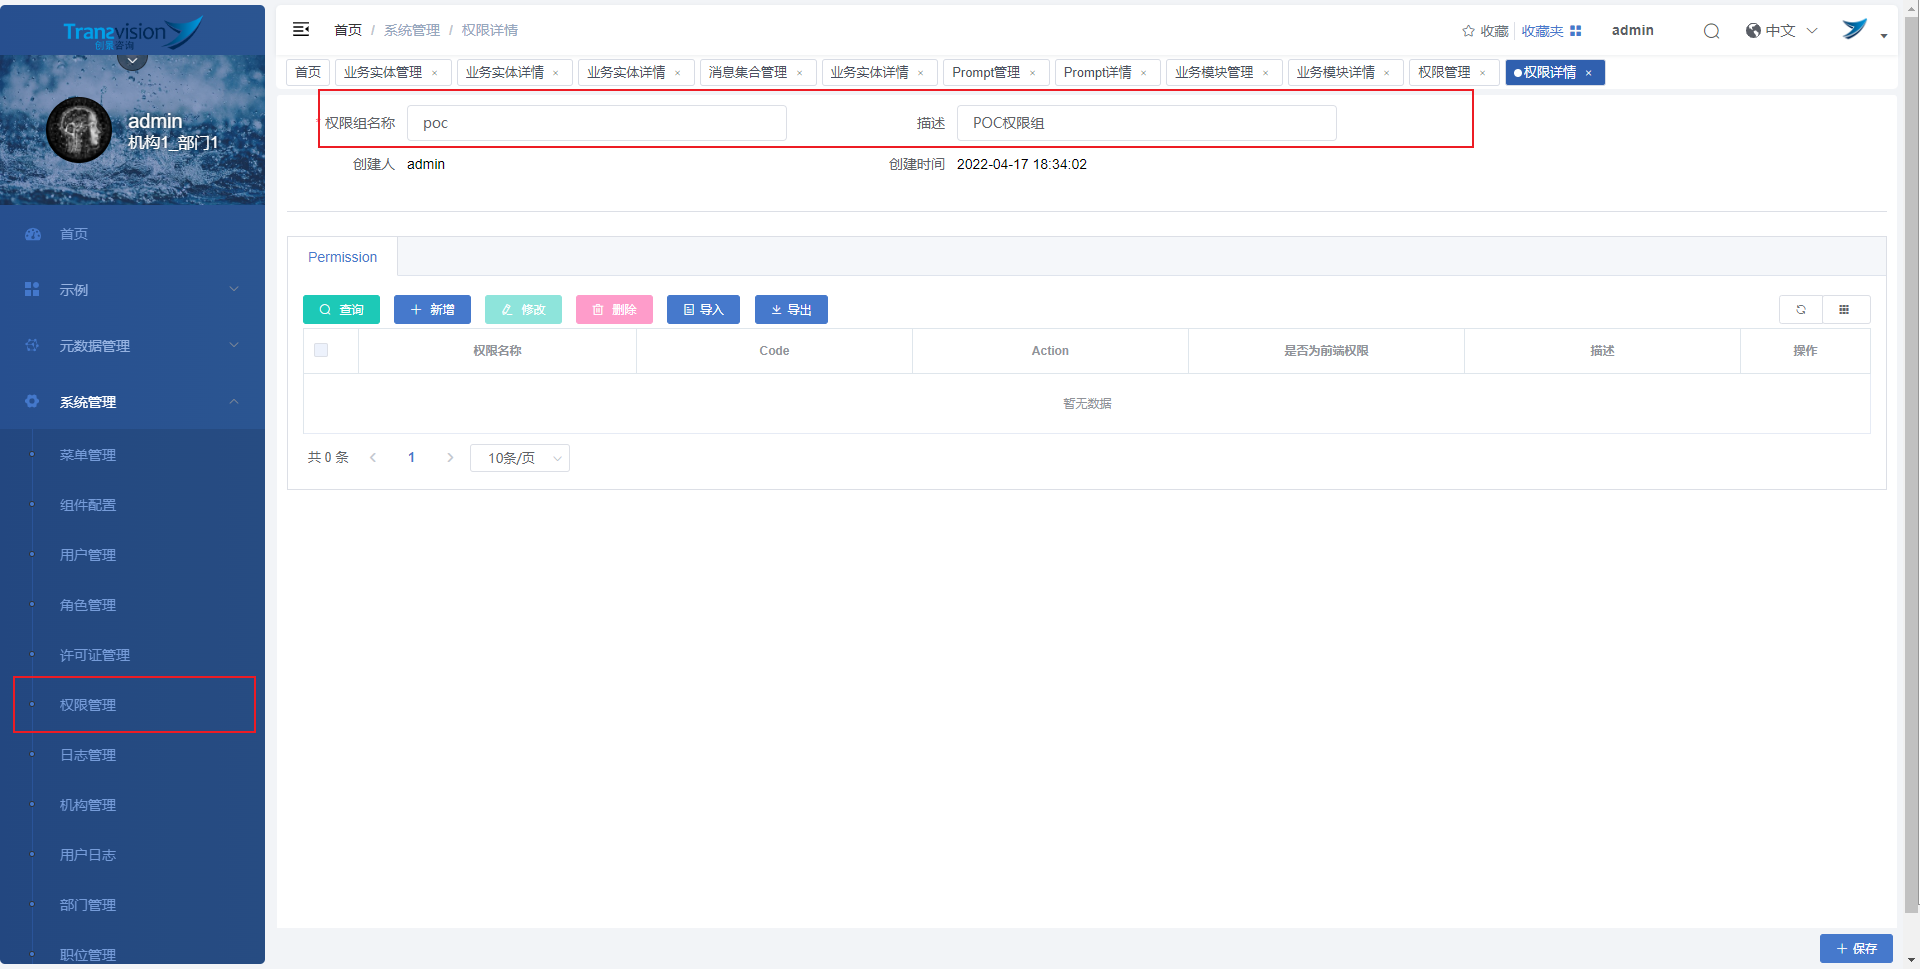 Transvision
创景咨询
admin
机构1_部门1
首页
示例
元数据管理
系统管理
菜单管理
组件配置
用户管理
角色管理
许可证管理
权限管理
日志管理
机构管理
用户日志
部门管理
职位管理
首页 / 系统管理 / 权限详情
收藏 收藏夹 admin 中文
首页 业务实体管理 × 业务实体详情 × 业务实体详情 × 消息集合管理 × 业务实体详情 × Prompt管理 × Prompt详情 × 业务模块管理 × 业务模块详情 × 权限管理 × 权限详情 ×
* 权限组名称 poc 描述 POC权限组
创建人 admin 创建时间 2022-04-17 18:34:02
Permission
查询 新增 修改 删除 导入 导出
权限名称 Code Action 是否为前端权限 描述 操作
暂无数据
共 0 条 1 10条/页
保存